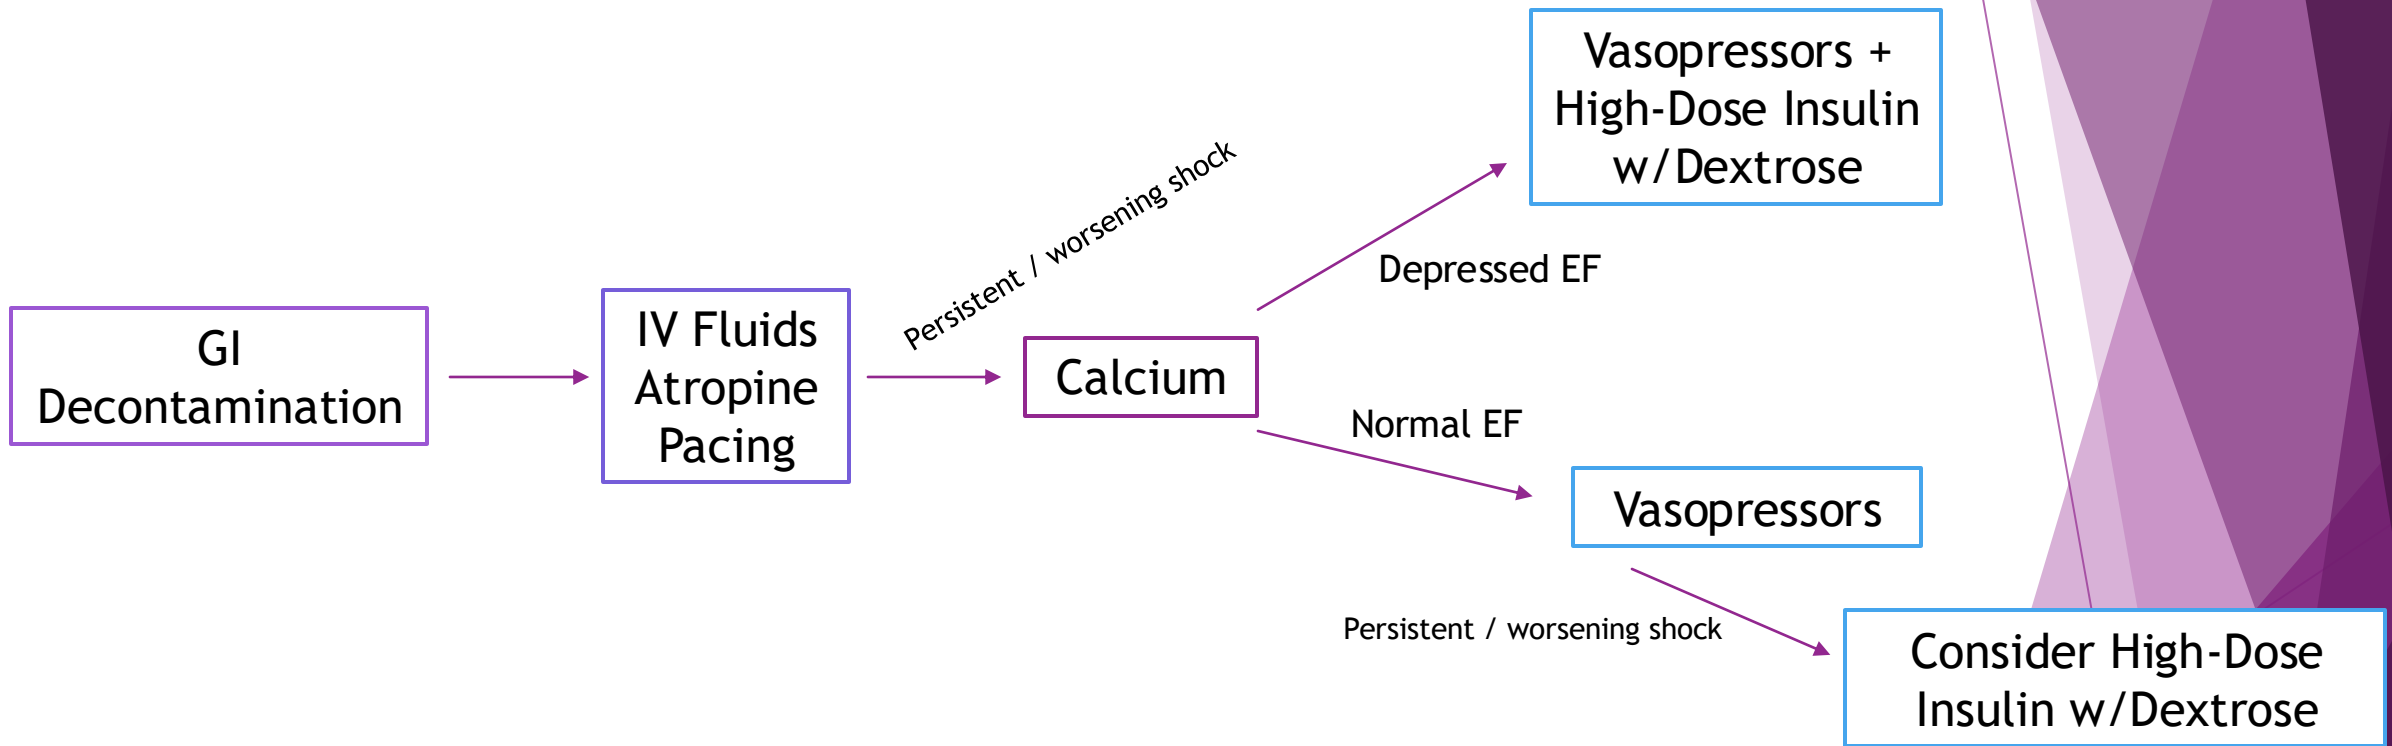 GI
Decontamination
IV Fluids
Atropine
Pacing
Persistent / worsening shock
Calcium
Depressed EF
Vasopressors +
High-Dose Insulin
w/Dextrose
Normal EF
Vasopressors
Persistent / worsening shock
Consider High-Dose
Insulin w/Dextrose